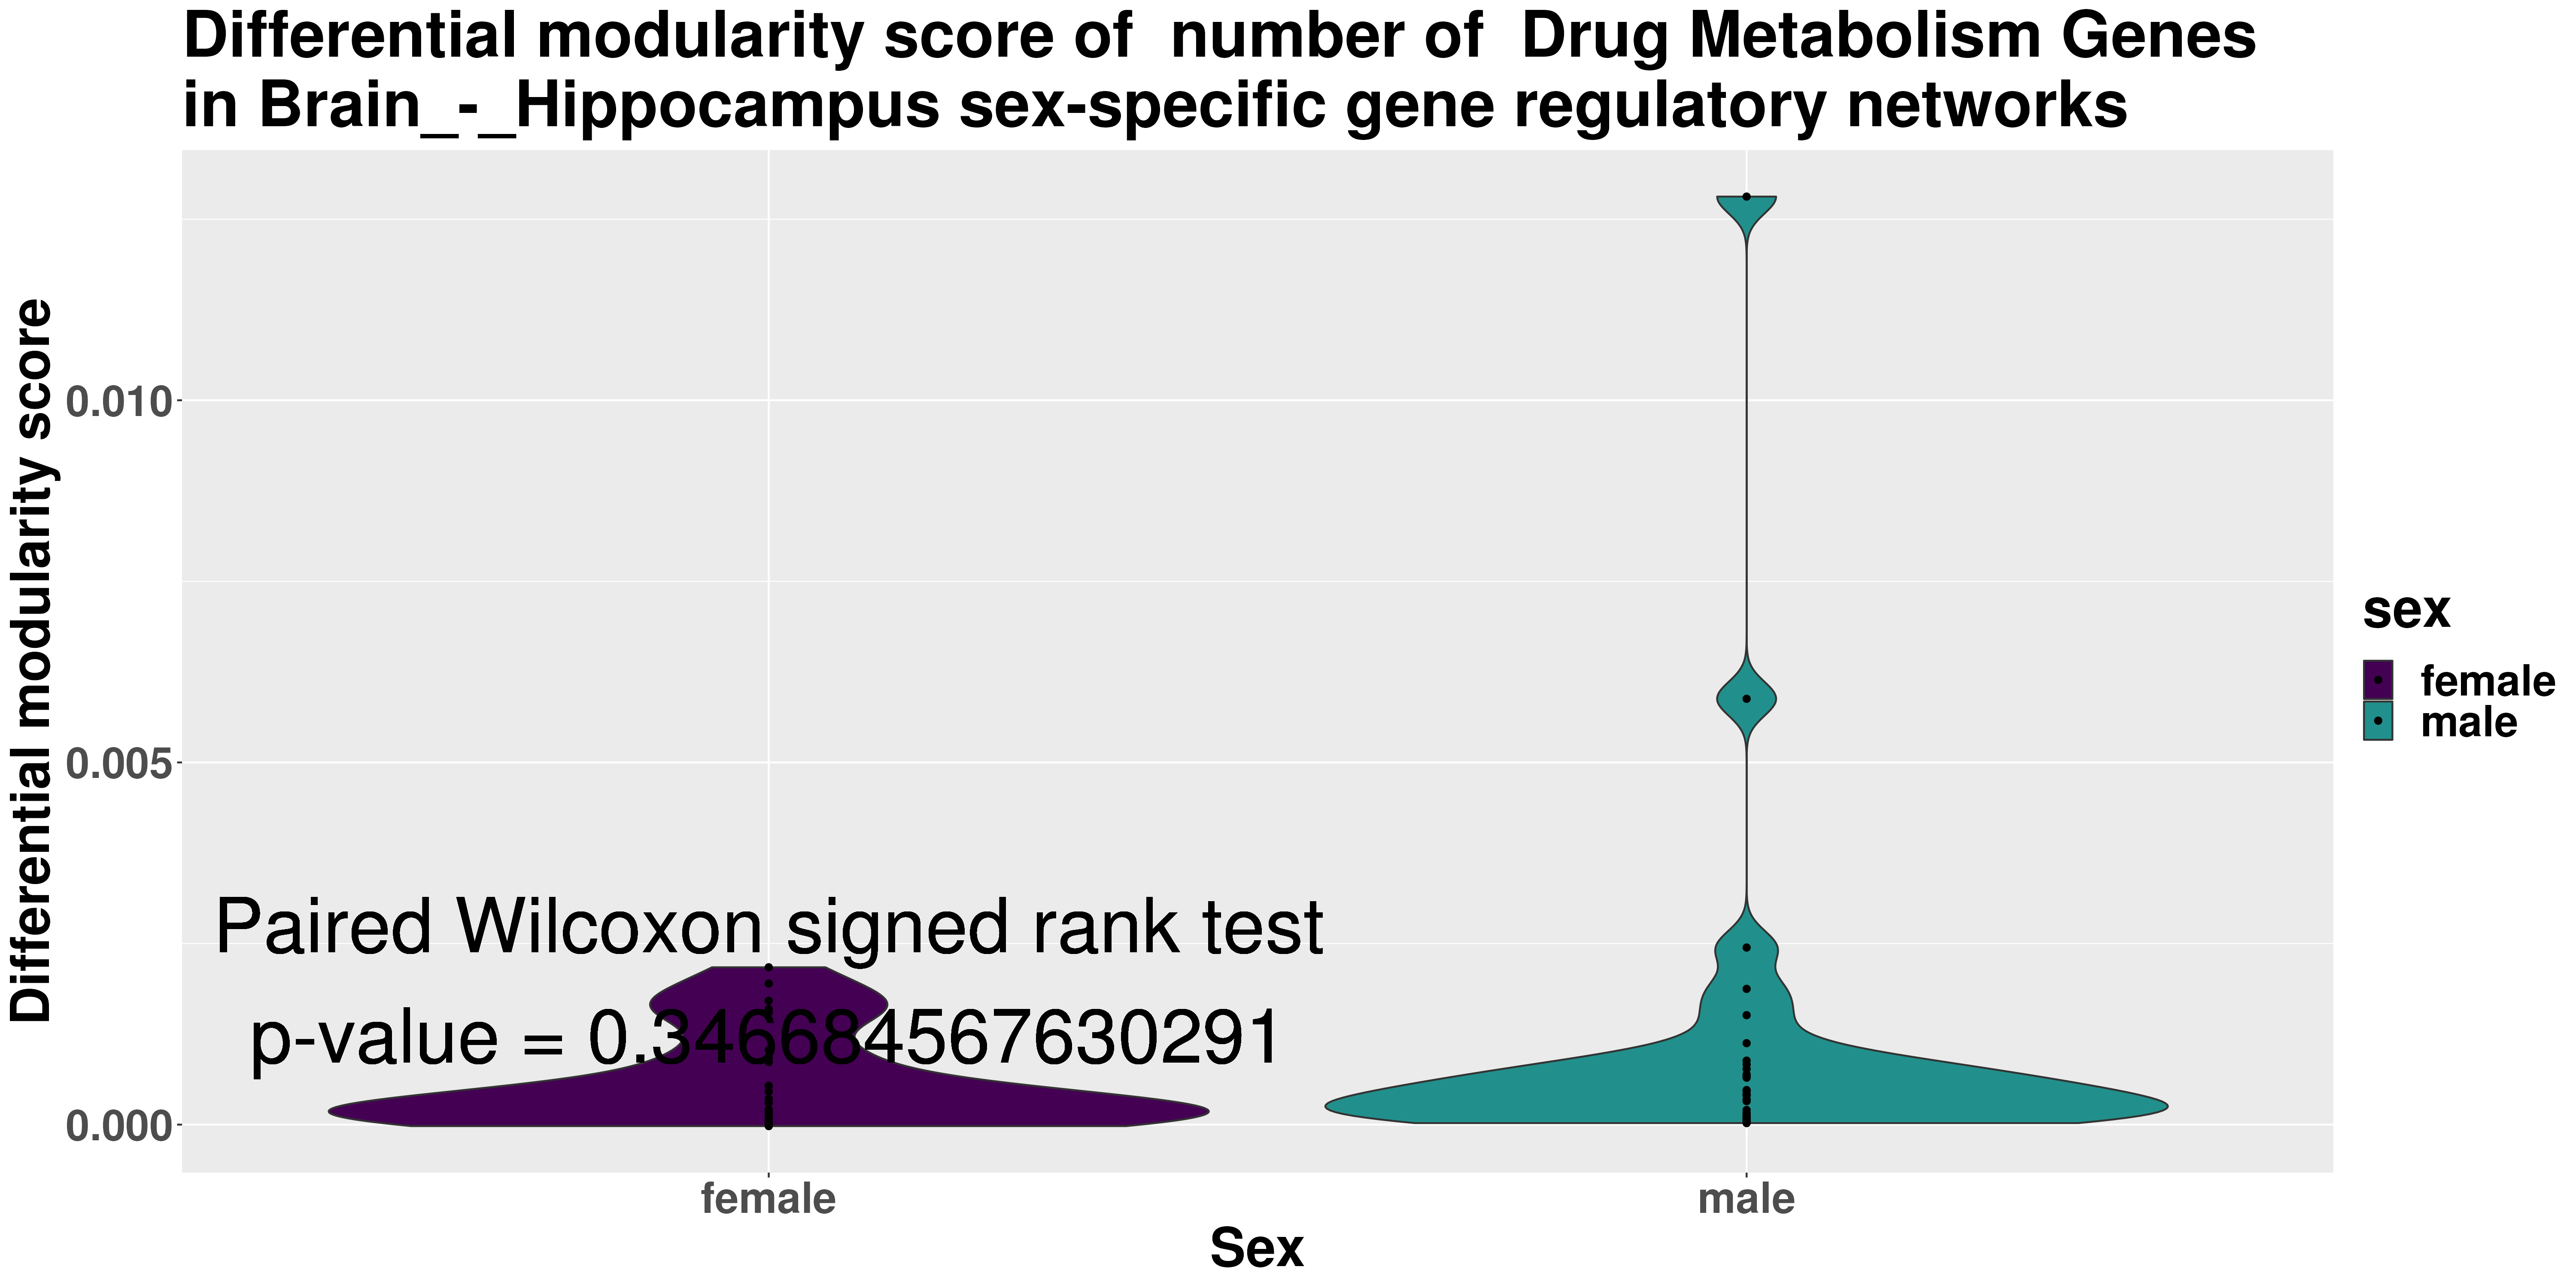 Differential modularity score of  number of  Drug Metabolism Genes
in Brain_-_Hippocampus sex-specific gene regulatory networks
Differential modularity score
0.010
0.005
0.000
Paired Wilcoxon signed rank test
p-value = 0.346684567630291
female
male
Sex
sex
female
male